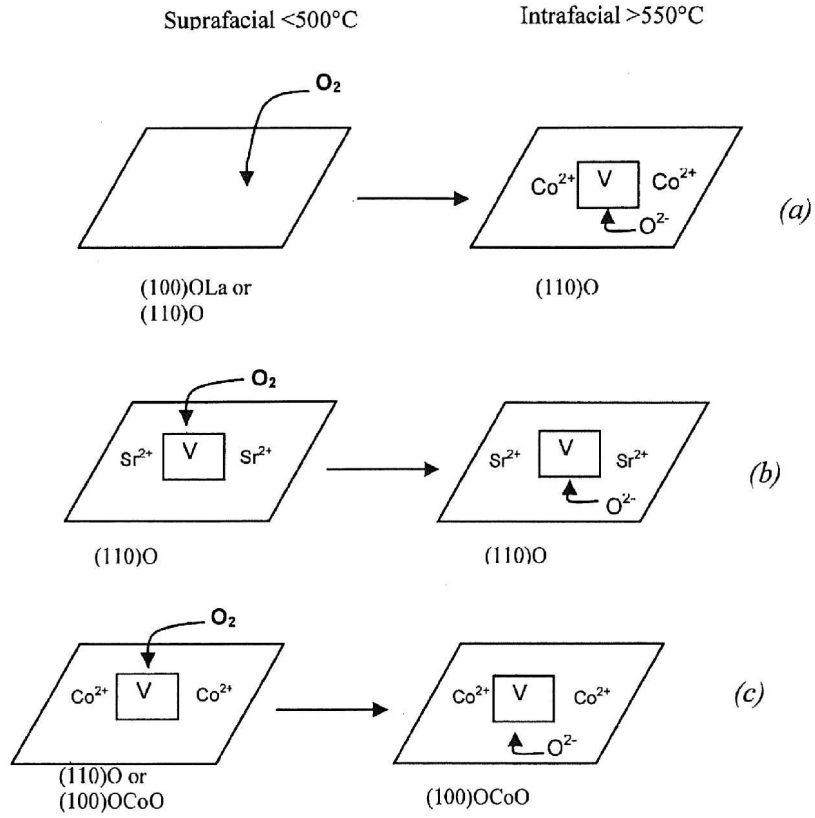 Suprafacial <500°C
Intrafacial >550°C
O₂
Co²⁺ V Co²⁺
O²⁻
(a)
(100)OLa or
(110)O
(110)O
O₂
Sr²⁺ V Sr²⁺
Sr²⁺ V Sr²⁺
O²⁻
(b)
(110)O
(110)O
O₂
Co²⁺ V Co²⁺
Co²⁺ V Co²⁺
O²⁻
(c)
(110)O or
(100)OCoO
(100)OCoO